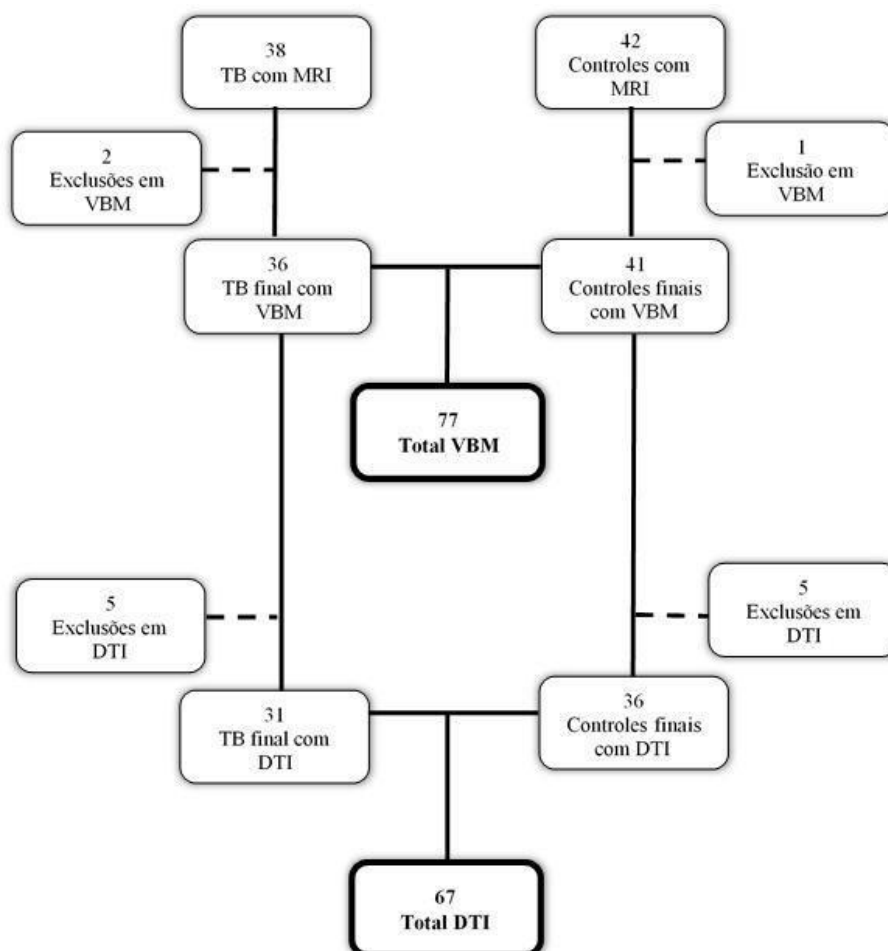 38
TB com MRI
42
Controles com
MRI
2
Exclusões em
VBM
1
Exclusão em
VBM
36
TB final com
VBM
41
Controles finais
com VBM
77
Total VBM
5
Exclusões em
DTI
5
Exclusões em
DTI
31
TB final com
DTI
36
Controles finais
com DTI
67
Total DTI